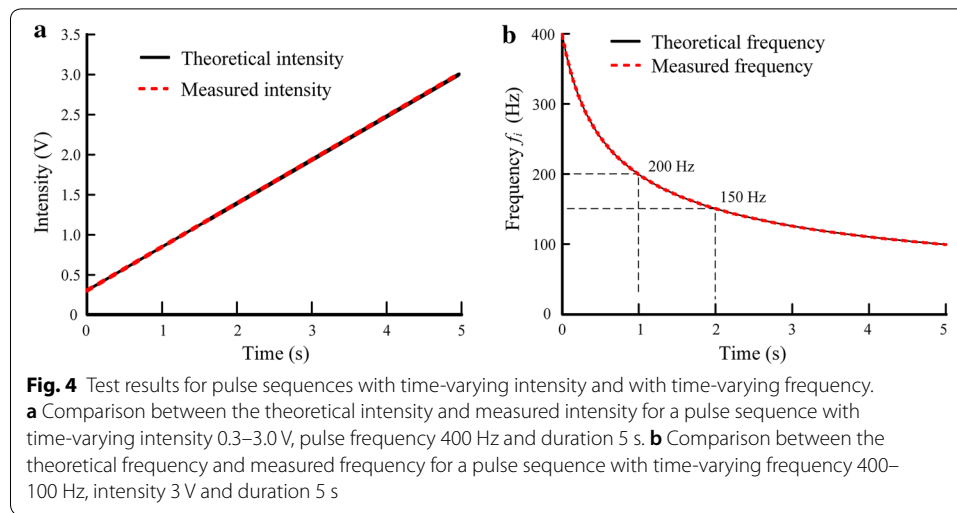 a
3.5
Theoretical intensity
3.0
Measured intensity
2.5
2.0
Intensity (V)
1.5
1.0
0.5
0
0 1 2 3 4 5
Time (s)
b
400
Theoretical frequency
Measured frequency
300
Frequency fi (Hz)
200
200 Hz
150 Hz
100
0
0 1 2 3 4 5
Time (s)
Fig. 4 Test results for pulse sequences with time-varying intensity and with time-varying frequency.
a Comparison between the theoretical intensity and measured intensity for a pulse sequence with
time-varying intensity 0.3–3.0 V, pulse frequency 400 Hz and duration 5 s. b Comparison between the
theoretical frequency and measured frequency for a pulse sequence with time-varying frequency 400–
100 Hz, intensity 3 V and duration 5 s